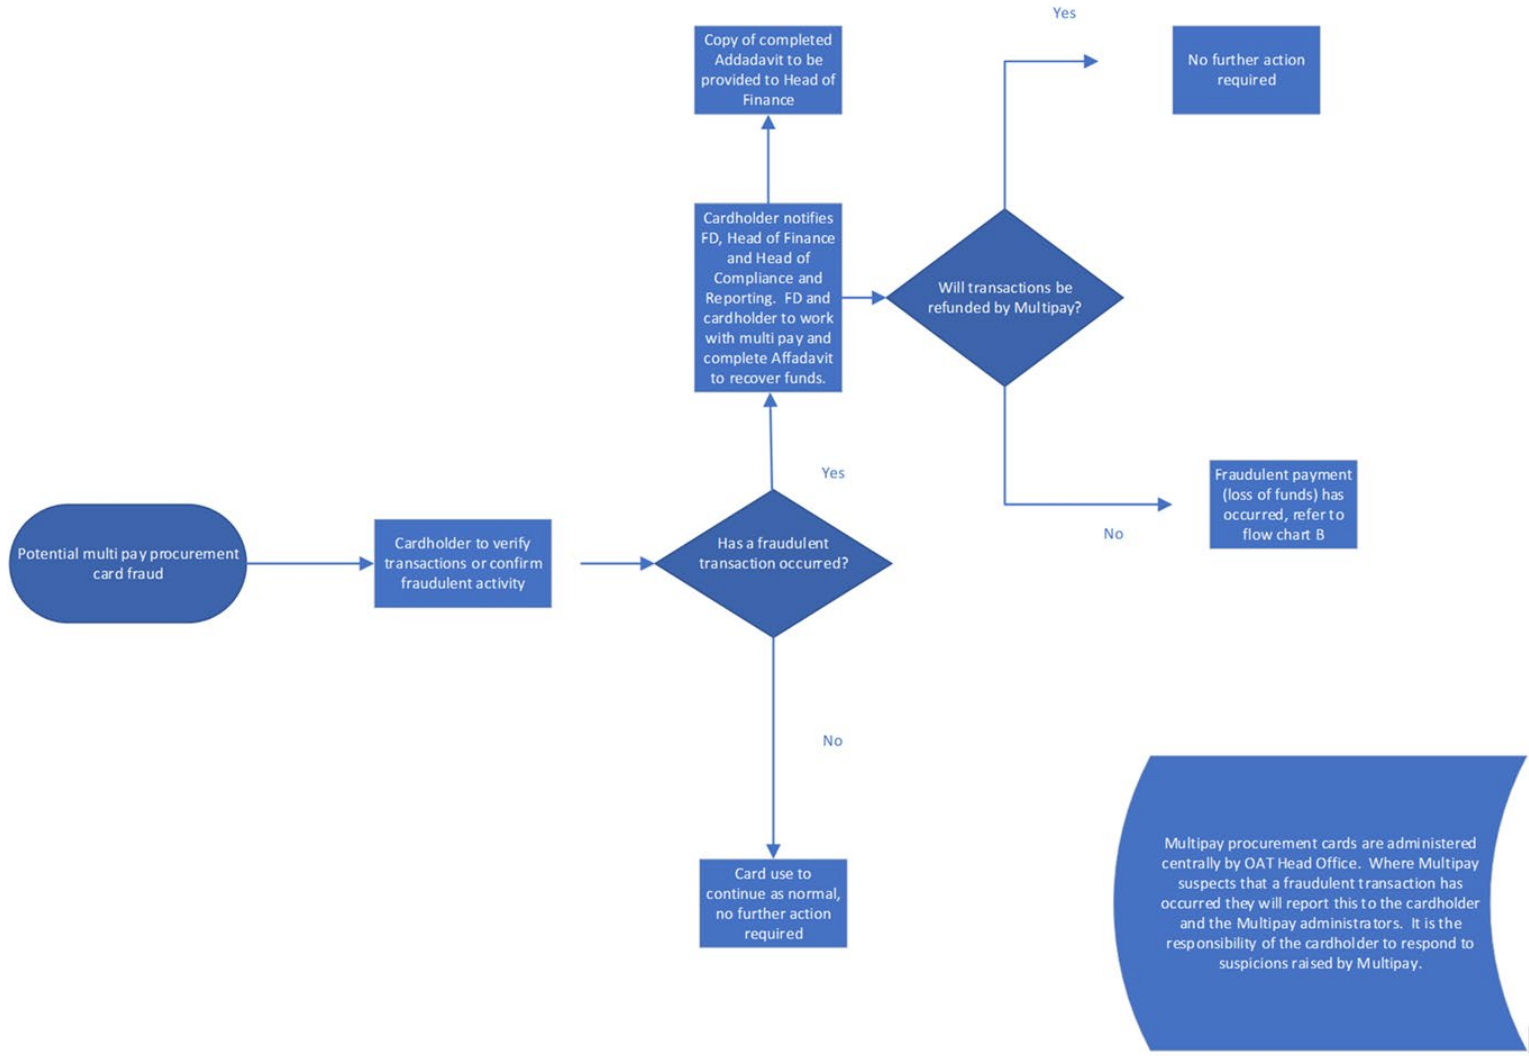 Yes
Copy of completed
Addadavit to be
provided to Head of
Finance
No further action
required
Cardholder notifies
FD, Head of Finance
and Head of
Compliance and
Reporting. FD and
cardholder to work
with multi pay and
complete Affadavit
to recover funds.
Will transactions be
refunded by Multipay?
Yes
Fraudulent payment
(loss of funds) has
occurred, refer to
flow chart B
No
Potential multi pay procurement
card fraud
Cardholder to verify
transactions or confirm
fraudulent activity
Has a fraudulent
transaction occurred?
No
Card use to
continue as normal,
no further action
required
Multipay procurement cards are administered
centrally by OAT Head Office. Where Multipay
suspects that a fraudulent transaction has
occurred they will report this to the cardholder
and the Multipay administrators. It is the
responsibility of the cardholder to respond to
suspicions raised by Multipay.